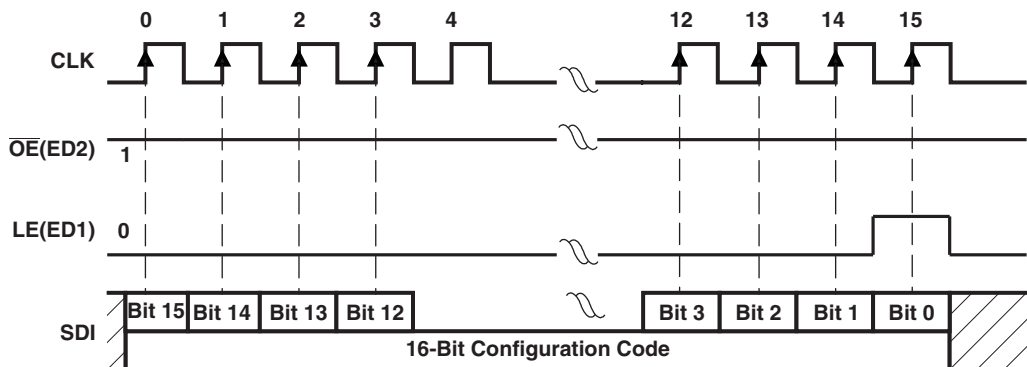 0 1 2 3 4 12 13 14 15
CLK
OE(ED2) 1
LE(ED1) 0
SDI Bit 15 Bit 14 Bit 13 Bit 12 Bit 3 Bit 2 Bit 1 Bit 0
16-Bit Configuration Code